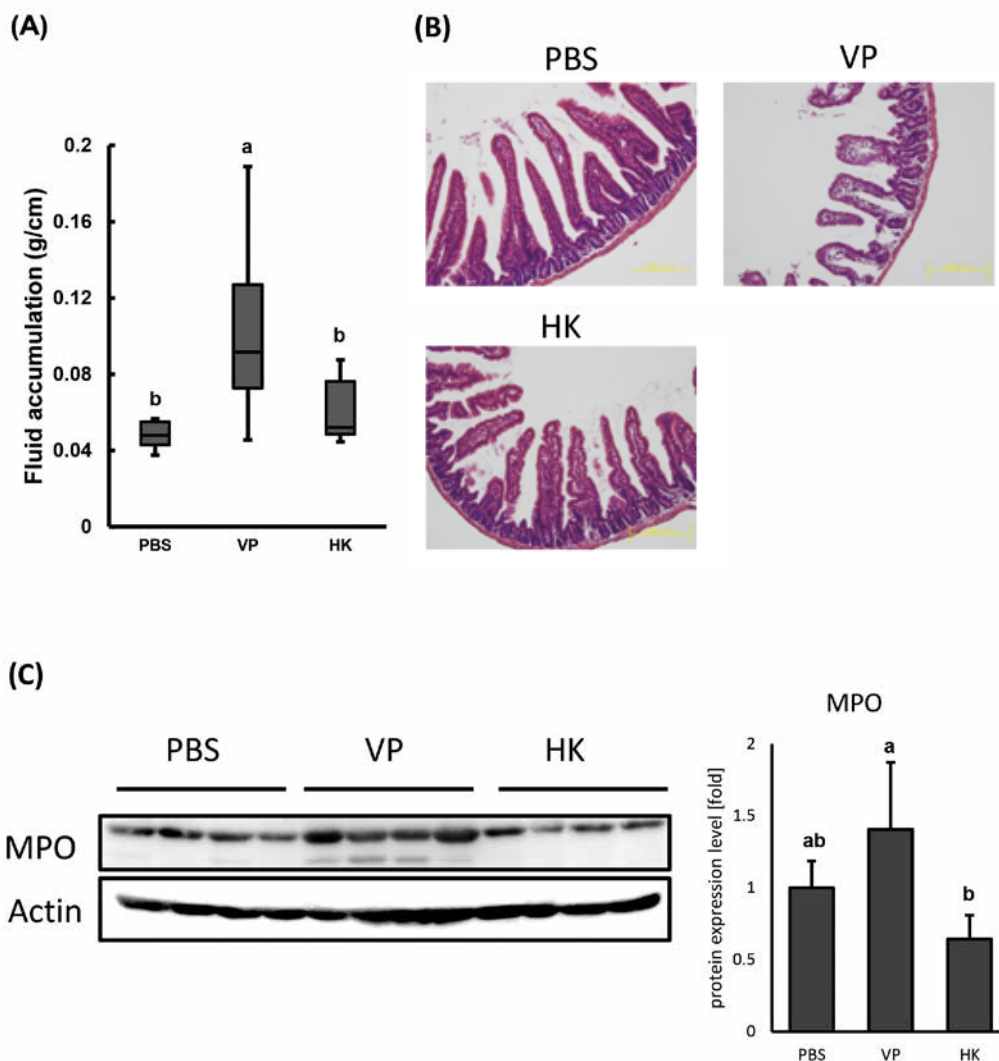 (A)
Fluid accumulation (g/cm)
0.2
0.16
0.12
0.08
0.04
0
a
b
b
PBS
VP
HK
(B)
PBS
VP
HK
(C)
PBS
VP
HK
MPO
Actin
MPO
protein expression level [fold]
2
1.5
1
0.5
0
ab
a
b
PBS
VP
HK